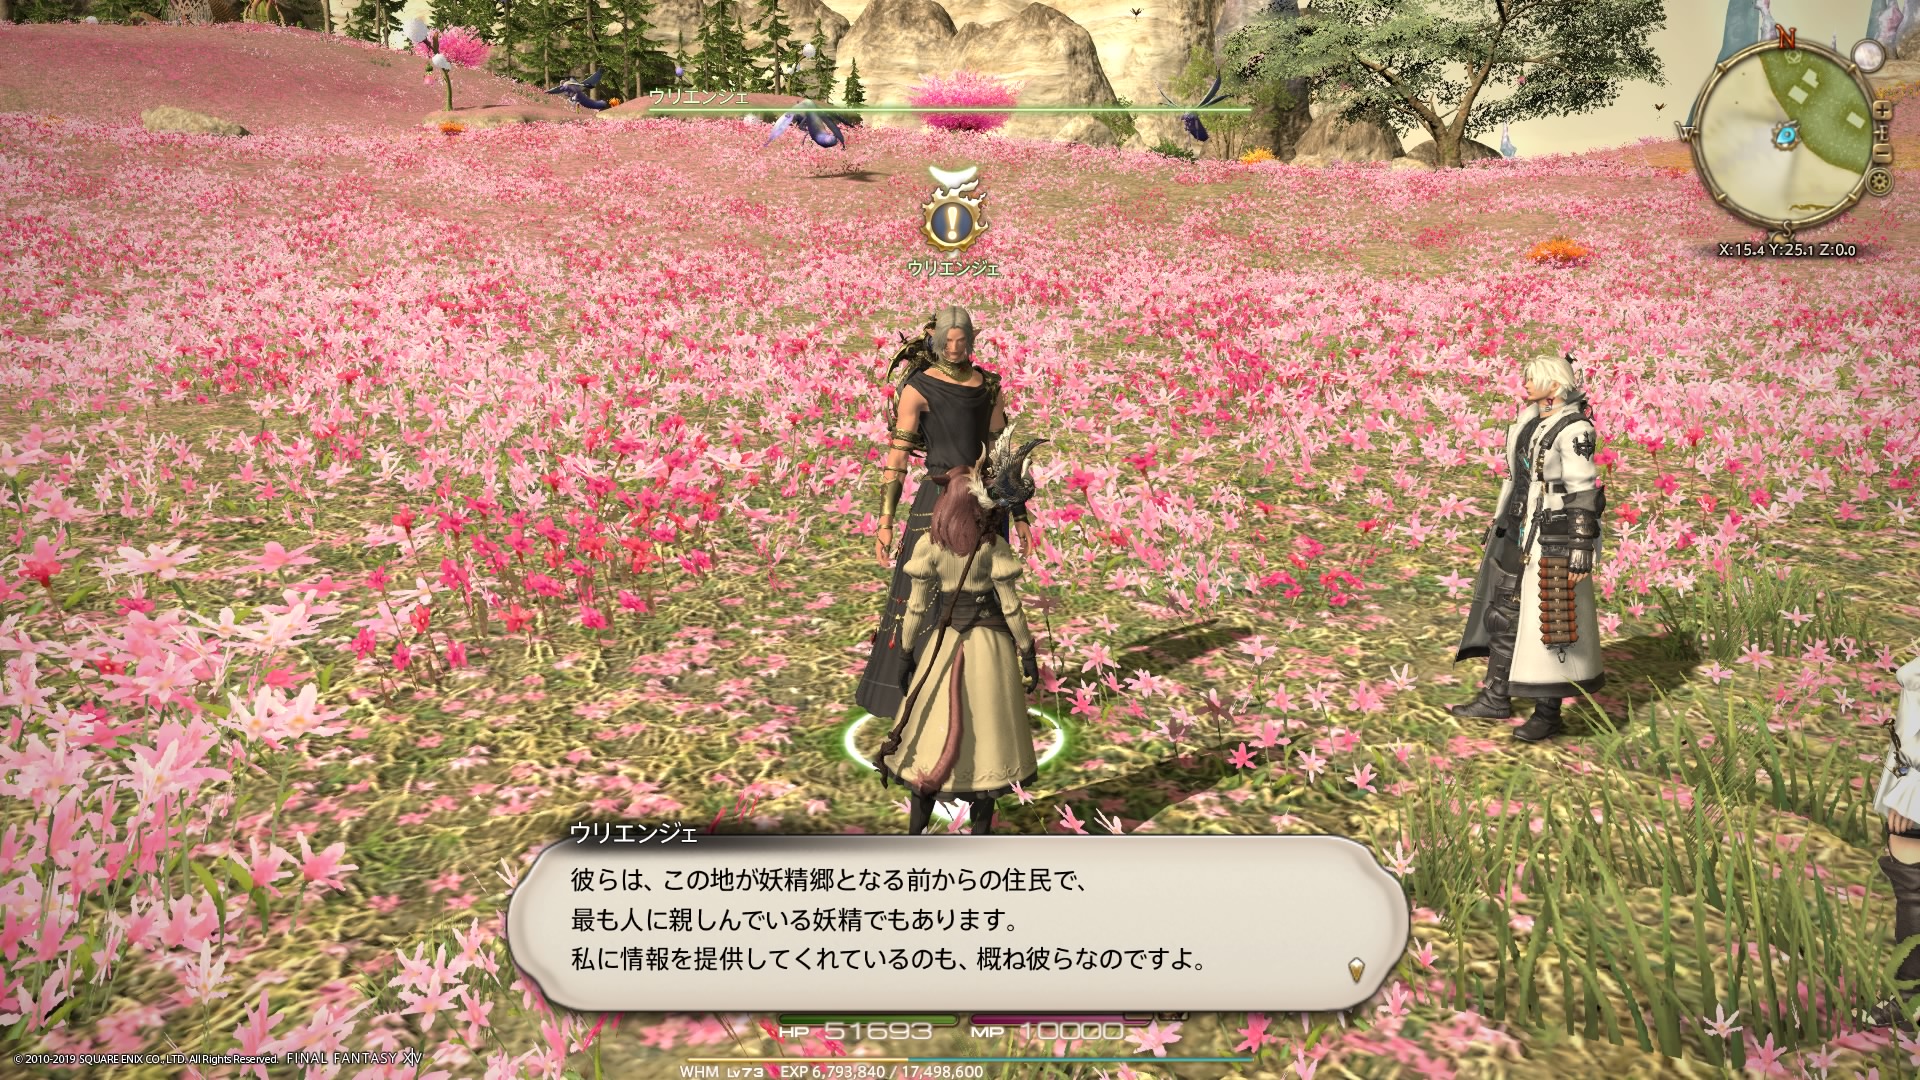 ウリエンジェ
N
W
S
X:15.4 Y:25.1 Z:0.0
ウリエンジェ
ウリエンジェ
彼らは、この地が妖精郷となる前からの住民で、
最も人に親しんでいる妖精でもあります。
私に情報を提供してくれているのも、概ね彼らなのですよ。
HP 51693 MP 10000
© 2010-2019 SQUARE ENIX CO., LTD. All Rights Reserved. FINAL FANTASY XIV
WHM Lv73 EXP 6,793,840 / 17,498,600